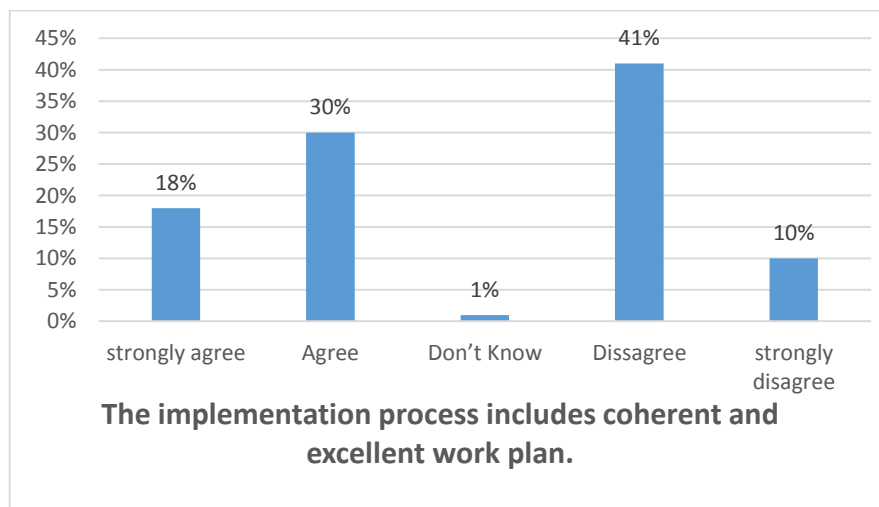 45%
40%
35%
30%
25%
20%
15%
10%
5%
0%
18%
30%
1%
41%
10%
strongly agree
Agree
Don’t Know
Dissagree
strongly
disagree
The implementation process includes coherent and
excellent work plan.